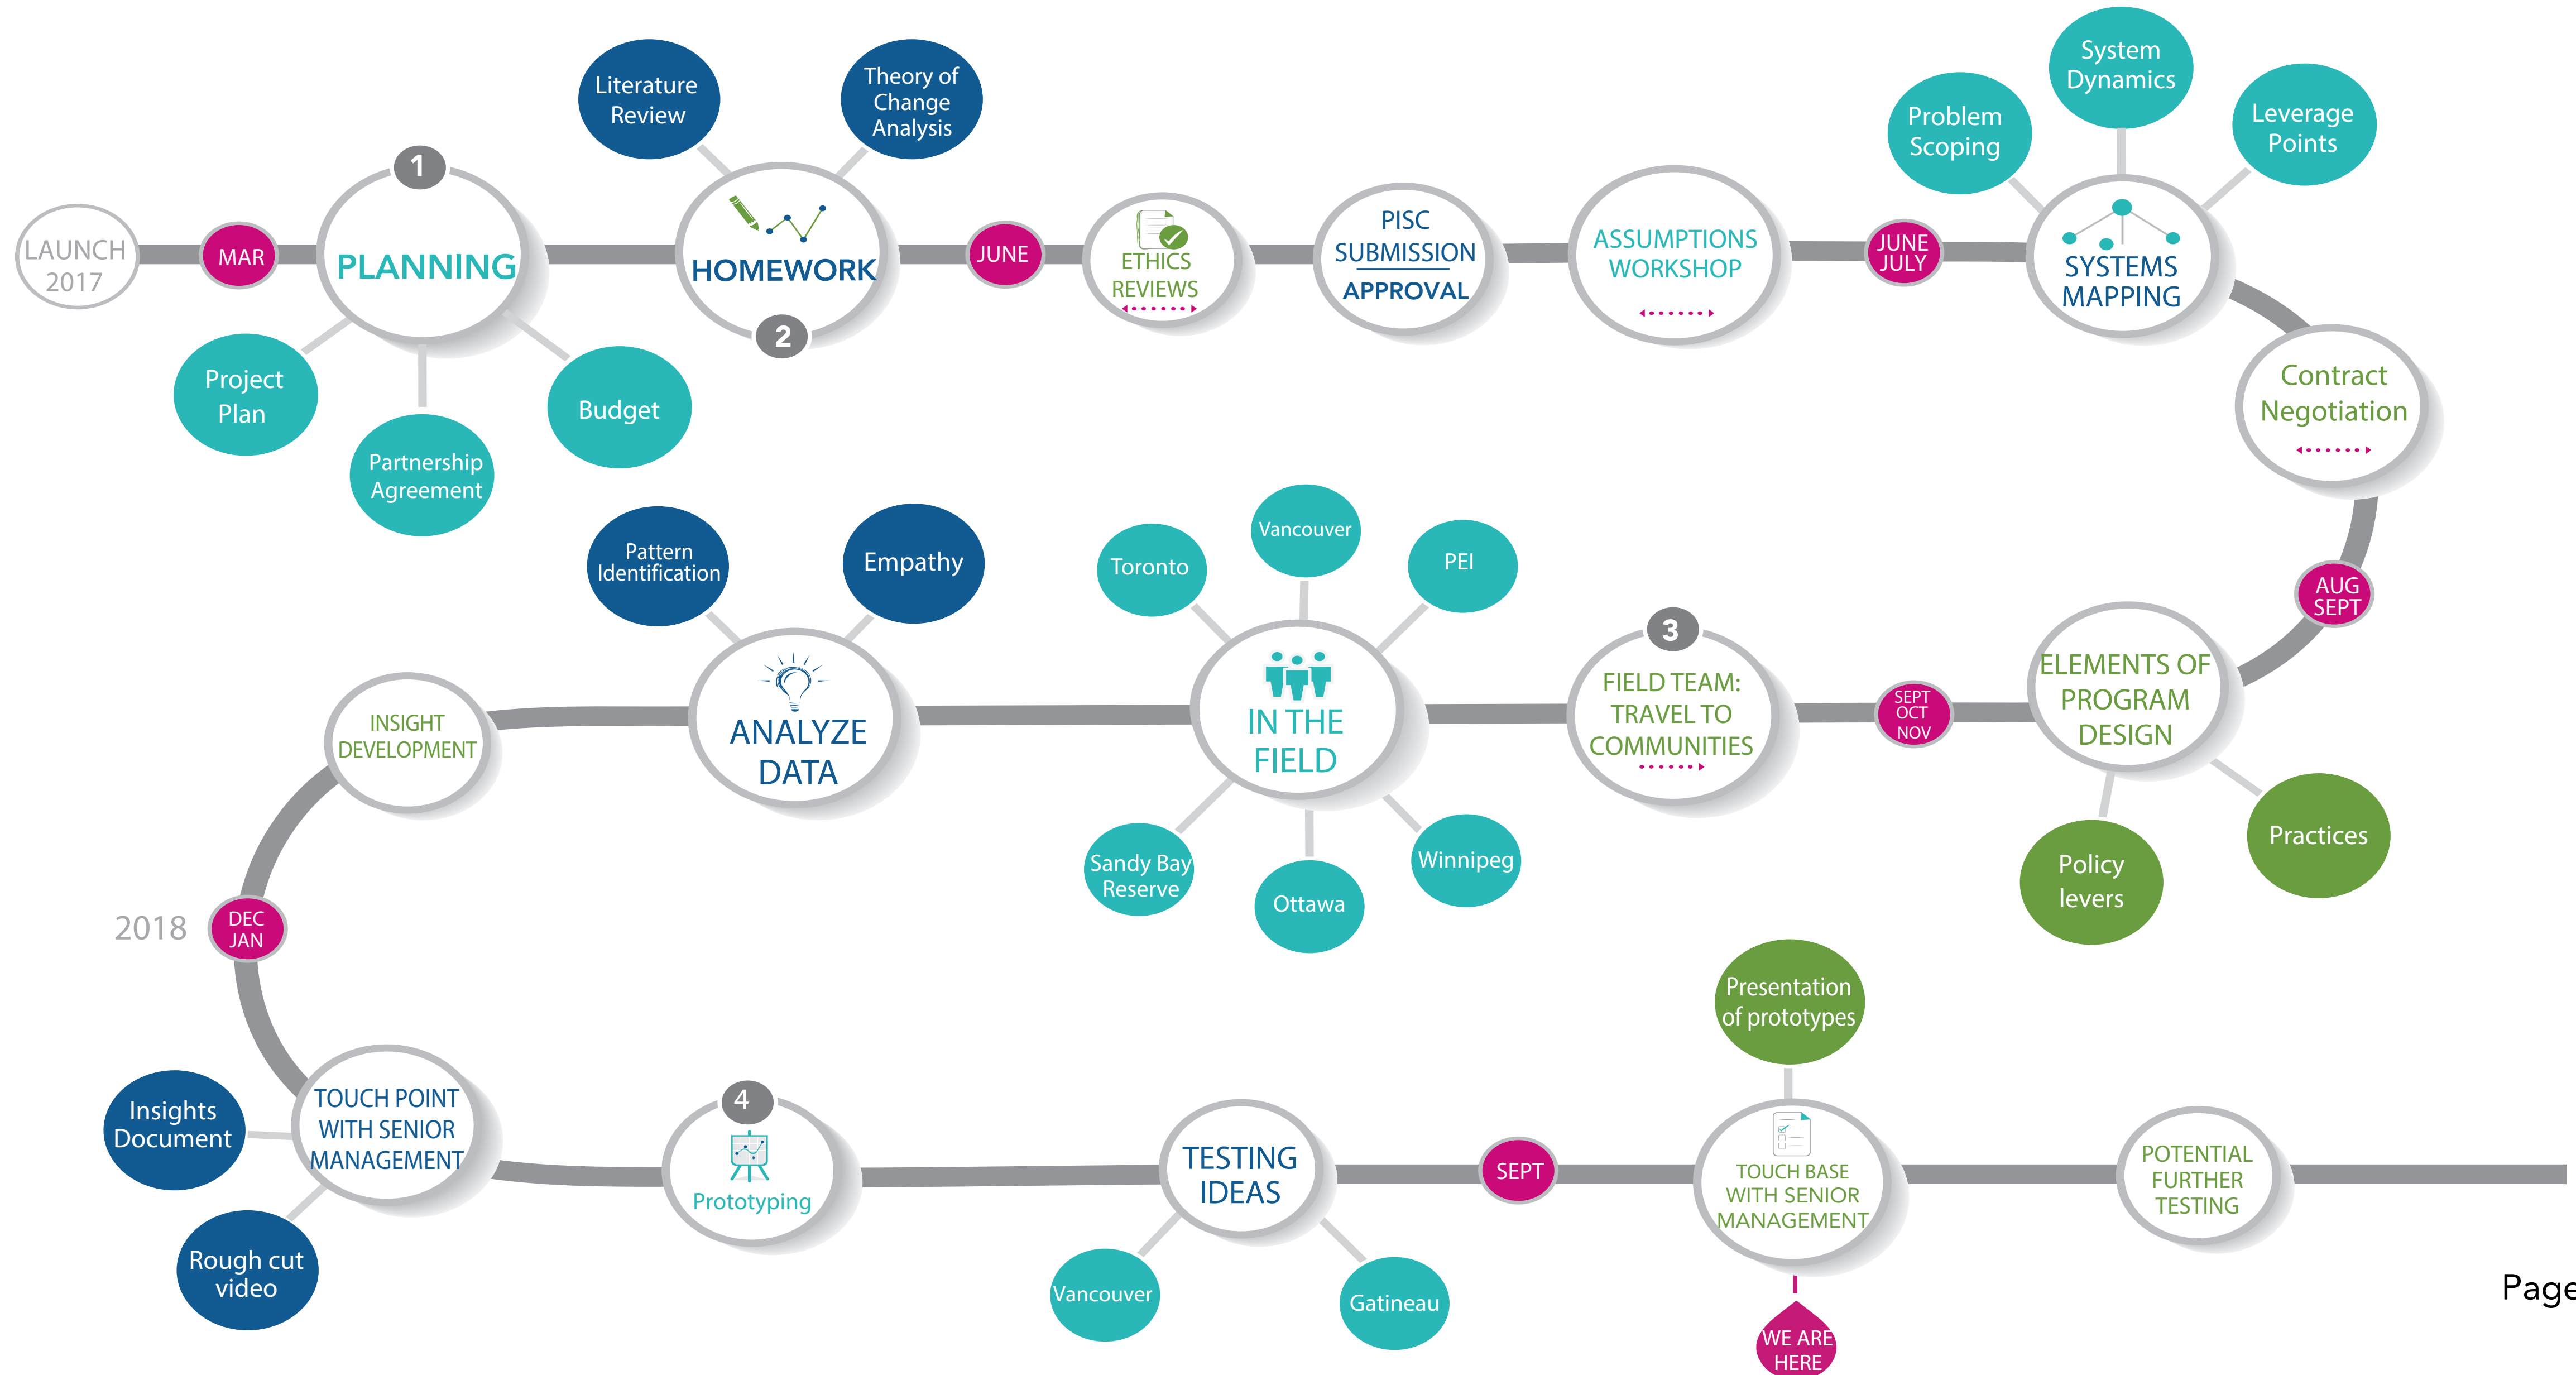 LAUNCH
2017
MAR
1
PLANNING
Project
Plan
Partnership
Agreement
Budget
Literature
Review
Theory of
Change
Analysis
HOMEWORK
2
JUNE
ETHICS
REVIEWS
PISC
SUBMISSION
APPROVAL
ASSUMPTIONS
WORKSHOP
JUNE
JULY
Problem
Scoping
System
Dynamics
Leverage
Points
SYSTEMS
MAPPING
Contract
Negotiation
AUG
SEPT
ELEMENTS OF
PROGRAM
DESIGN
Policy
levers
Practices
SEPT
OCT
NOV
3
FIELD TEAM:
TRAVEL TO
COMMUNITIES
Toronto
Vancouver
PEI
IN THE
FIELD
Sandy Bay
Reserve
Ottawa
Winnipeg
Pattern
Identification
Empathy
ANALYZE
DATA
INSIGHT
DEVELOPMENT
2018
DEC
JAN
TOUCH POINT
WITH SENIOR
MANAGEMENT
Insights
Document
Rough cut
video
4
Prototyping
TESTING
IDEAS
Vancouver
Gatineau
SEPT
Presentation
of prototypes
TOUCH BASE
WITH SENIOR
MANAGEMENT
WE ARE
HERE
POTENTIAL
FURTHER
TESTING
Page